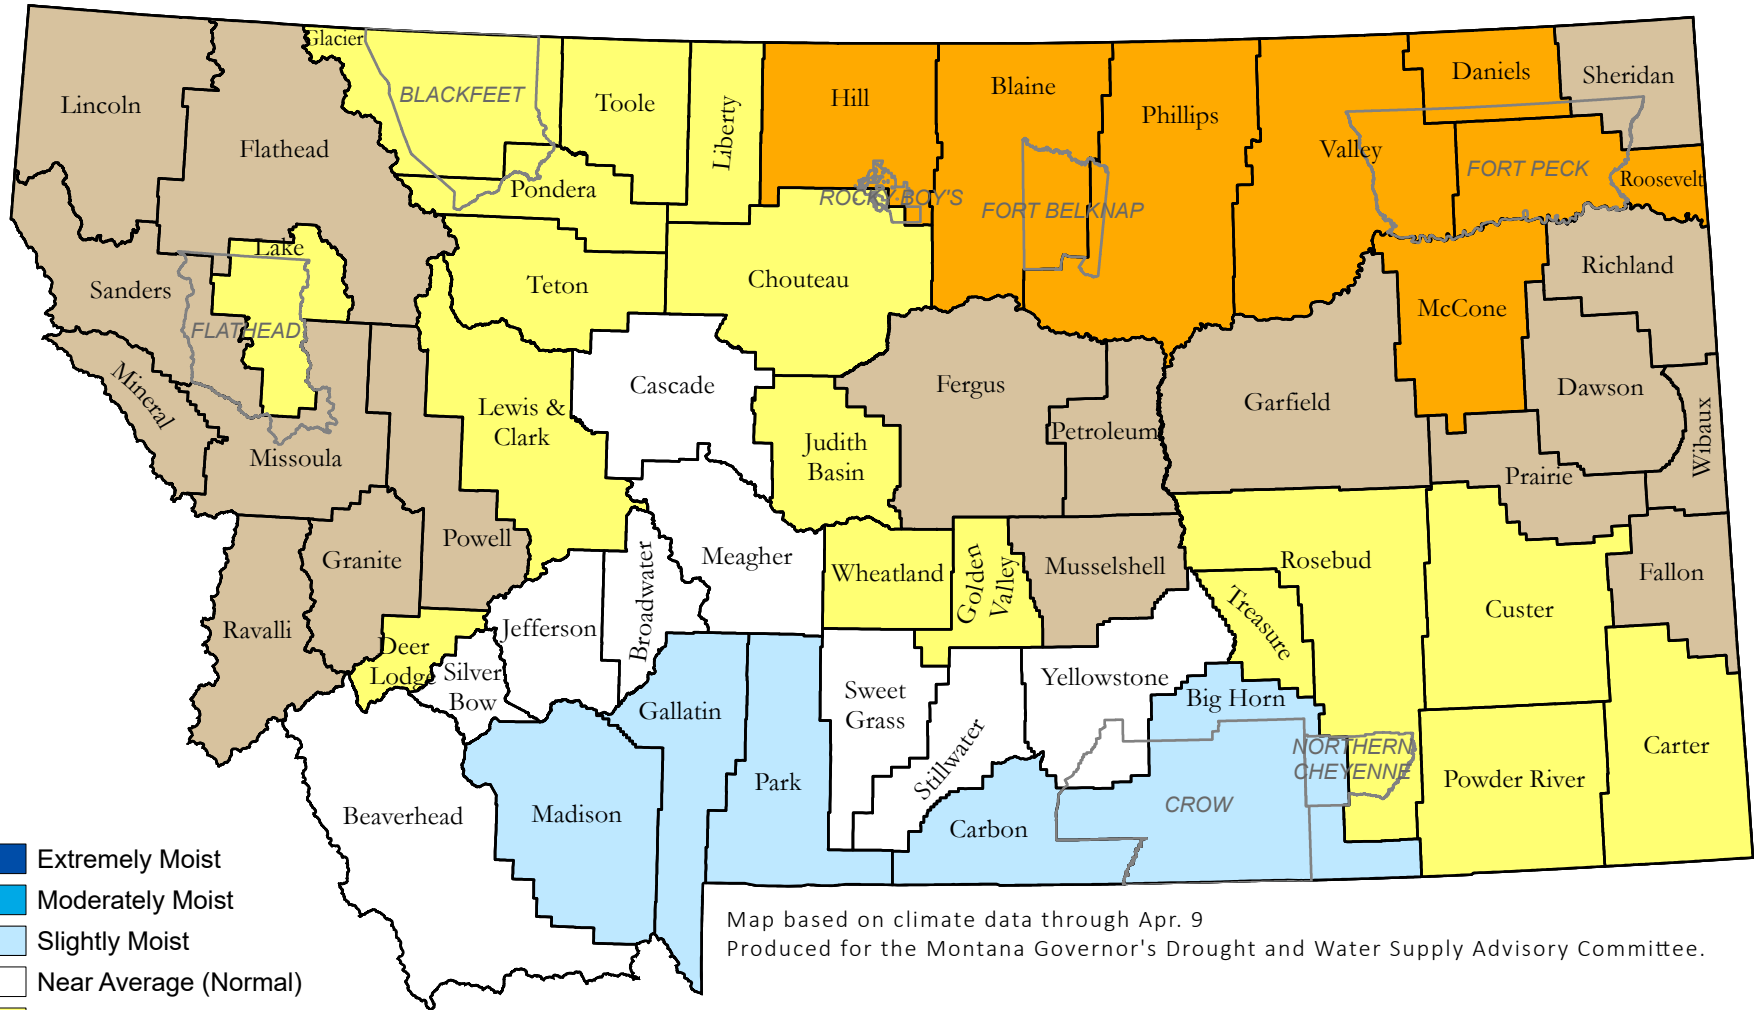 Glacier
Lincoln
Flathead
BLACKFEET
Toole
Liberty
Hill
Blaine
Phillips
Valley
Daniels
Sheridan
FORT PECK
Roosevelt
Pondera
ROCKY BOY'S
FORT BELKNAP
Lake
Sanders
FLATHEAD
Teton
Chouteau
McCone
Richland
Mineral
Missoula
Lewis &
Clark
Cascade
Judith
Basin
Fergus
Petroleum
Garfield
Dawson
Wibaux
Prairie
Powell
Granite
Ravalli
Deer
Lodge
Silver
Bow
Jefferson
Broadwater
Meagher
Wheatland
Golden
Valley
Musselshell
Rosebud
Treasure
Custer
Fallon
Gallatin
Park
Sweet
Grass
Stillwater
Yellowstone
Big Horn
NORTHERN
CHEYENNE
Powder River
Carter
Beaverhead
Madison
Carbon
CROW
Extremely Moist
Moderately Moist
Slightly Moist
Near Average (Normal)
Map based on climate data through Apr. 9
Produced for the Montana Governor's Drought and Water Supply Advisory Committee.